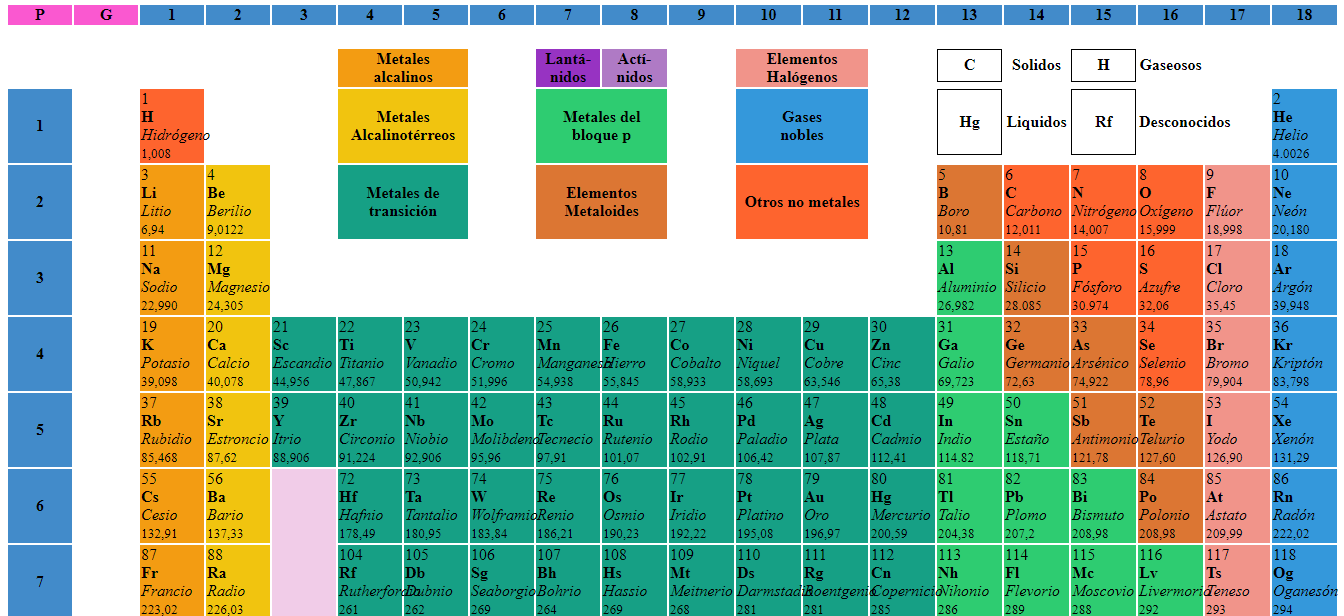 P G 1 2 3 4 5 6 7 8 9 10 11 12 13 14 15 16 17 18
Metales Lantá- Actí- Elementos C Solidos H Gaseosos
alcalinos nidos nidos Halógenos
1 2
H He
1 Metales Metales del Gases Hg Liquidos Rf Desconocidos
Alcalinotérreos bloque p nobles
Hidrógeno Helio
1,008 4.0026
3 4 5 6 7 8 9 10
Li Be B C N O F Ne
2 Metales de Elementos Otros no metales
transición Metaloides
Litio Berilio Boro Carbono Nitrógeno Oxígeno Flúor Neón
6,94 9,0122 10,81 12,011 14,007 15,999 18,998 20,180
11 12 13 14 15 16 17 18
Na Mg Al Si P S Cl Ar
3
Sodio Magnesio Aluminio Silicio Fósforo Azufre Cloro Argón
22,990 24,305 26,982 28.085 30.974 32,06 35,45 39,948
19 20 21 22 23 24 25 26 27 28 29 30 31 32 33 34 35 36
K Ca Sc Ti V Cr Mn Fe Co Ni Cu Zn Ga Ge As Se Br Kr
4
Potasio Calcio Escandio Titanio Vanadio Cromo Manganeso Hierro Cobalto Níquel Cobre Cinc Galio Germanio Arsénico Selenio Bromo Kriptón
39,098 40,078 44,956 47,867 50,942 51,996 54,938 55,845 58,933 58,693 63,546 65,38 69,723 72,63 74,922 78,96 79,904 83,798
37 38 39 40 41 42 43 44 45 46 47 48 49 50 51 52 53 54
Rb Sr Y Zr Nb Mo Tc Ru Rh Pd Ag Cd In Sn Sb Te I Xe
5
Rubidio Estroncio Itrio Circonio Niobio Molibdeno Tecnecio Rutenio Rodio Paladio Plata Cadmio Indio Estaño Antimonio Telurio Yodo Xenón
85,468 87,62 88,906 91,224 92,906 95,96 97,91 101,07 102,91 106,42 107,87 112,41 114.82 118,71 121,78 127,60 126,90 131,29
55 56 72 73 74 75 76 77 78 79 80 81 82 83 84 85 86
Cs Ba Hf Ta W Re Os Ir Pt Au Hg Tl Pb Bi Po At Rn
6
Cesio Bario Hafnio Tantalio Wolframio Renio Osmio Iridio Platino Oro Mercurio Talio Plomo Bismuto Polonio Astato Radón
132,91 137,33 178,49 180,95 183,84 186,21 190,23 192,22 195,08 196,97 200,59 204,38 207,2 208,98 208,98 209,99 222,02
87 88 104 105 106 107 108 109 110 111 112 113 114 115 116 117 118
Fr Ra Rf Db Sg Bh Hs Mt Ds Rg Cn Nh Fl Mc Lv Ts Og
7
Francio Radio Rutherfordio Dubnio Seaborgio Bohrio Hassio Meitnerio Darmstadtio Roentgenio Copernicio Nihonio Flevorio Moscovio Livermorio Teneso Oganesón
223,02 226,03 261 262 269 264 269 268 281 281 285 286 289 288 292 293 294